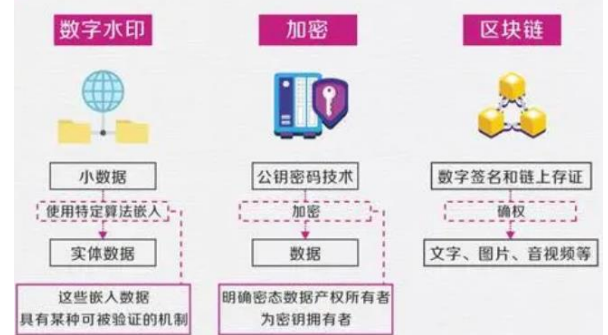 数字水印
加密
区块链
小数据
使用特定算法嵌入
实体数据
这些嵌入数据
具有某种可被验证的机制
公钥密码技术
加密
数据
明确密态数据产权所有者
为密钥拥有者
数字签名和链上存证
确权
文字、图片、音视频等